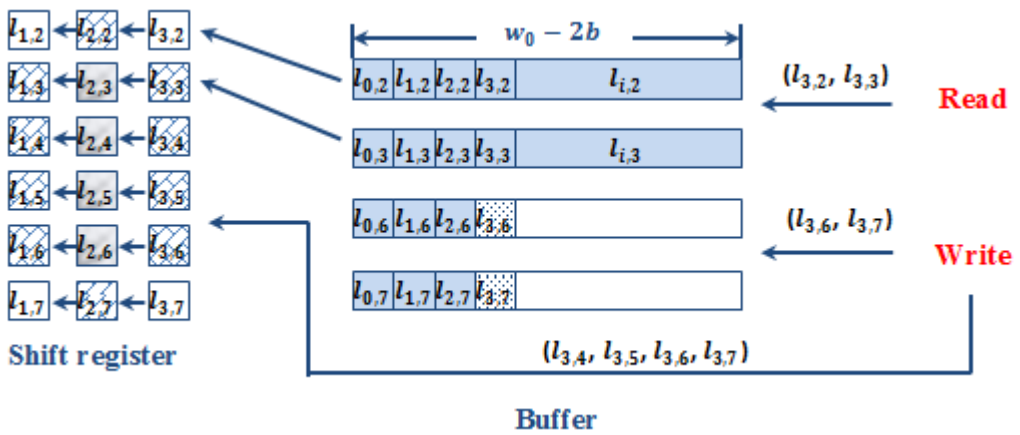 w₀ − 2b
l₁,₂ l₂,₂ l₃,₂
l₀,₂ l₁,₂ l₂,₂ l₃,₂ lᵢ,₂
(l₃,₂, l₃,₃)
Read
l₁,₃ l₂,₃ l₃,₃
l₁,₄ l₂,₄ l₃,₄
l₀,₃ l₁,₃ l₂,₃ l₃,₃ lᵢ,₃
l₁,₅ l₂,₅ l₃,₅
l₀,₆ l₁,₆ l₂,₆ l₃,₆
(l₃,₆, l₃,₇)
Write
l₁,₆ l₂,₆ l₃,₆
l₁,₇ l₂,₇ l₃,₇
l₀,₇ l₁,₇ l₂,₇ l₃,₇
Shift register
(l₃,₄, l₃,₅, l₃,₆, l₃,₇)
Buffer